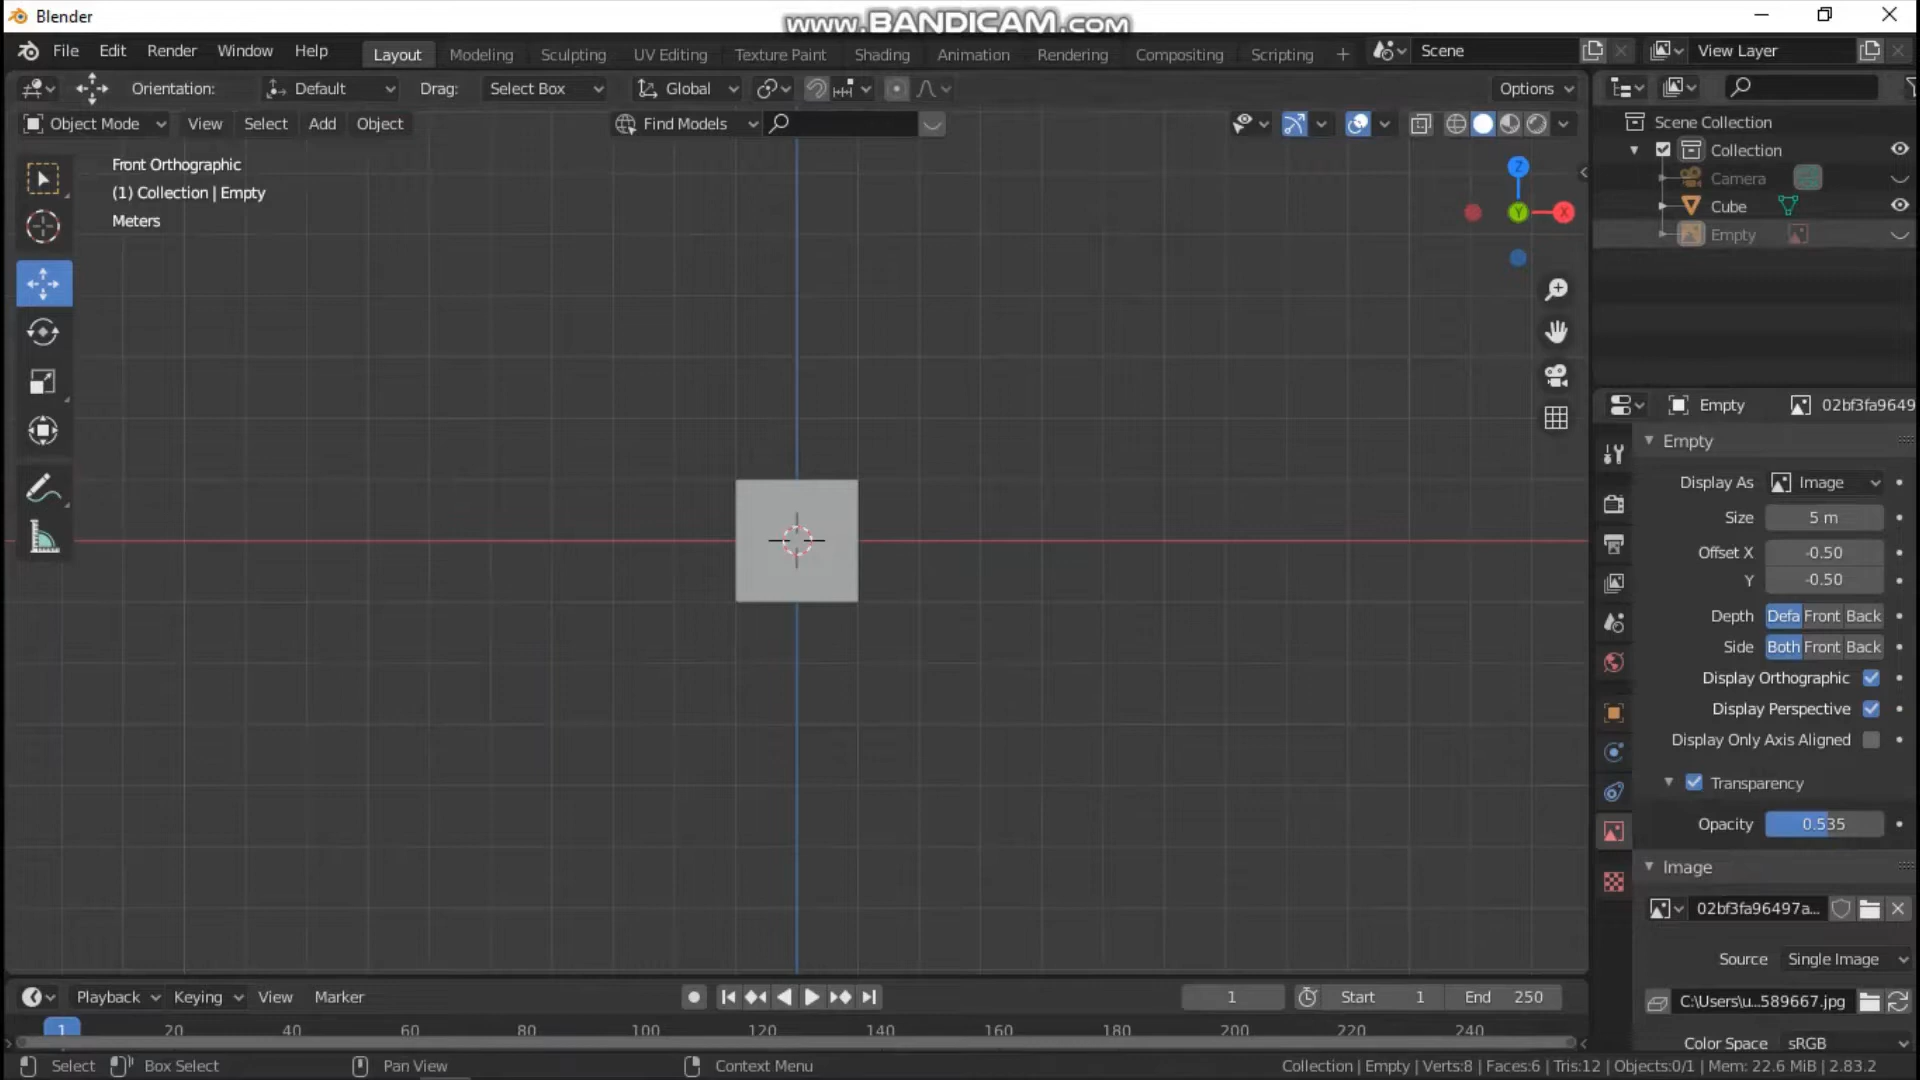 Blender
www.BANDICAM.com
File Edit Render Window Help Layout Modeling Sculpting UV Editing Texture Paint Shading Animation Rendering Compositing Scripting + Scene View Layer
Orientation: Default Drag: Select Box Global Options
Object Mode View Select Add Object Find Models
Front Orthographic
(1) Collection | Empty
Meters
Z
Y
X
Scene Collection
Collection
Camera
Cube
Empty
Empty 02bf3fa9649
Empty
Display As Image
Size 5 m
Offset X -0.50
Y -0.50
Depth Defa Front Back
Side Both Front Back
Display Orthographic
Display Perspective
Display Only Axis Aligned
Transparency
Opacity 0.535
Image
02bf3fa96497a...
Source Single Image
C:\Users\u...589667.jpg
Color Space sRGB
Playback Keying View Marker 1 Start 1 End 250
1 20 40 60 80 100 120 140 160 180 200 220 240
Select Box Select Pan View Context Menu Collection | Empty | Verts:8 | Faces:6 | Tris:12 | Objects:0/1 | Mem: 22.6 MiB | 2.83.2